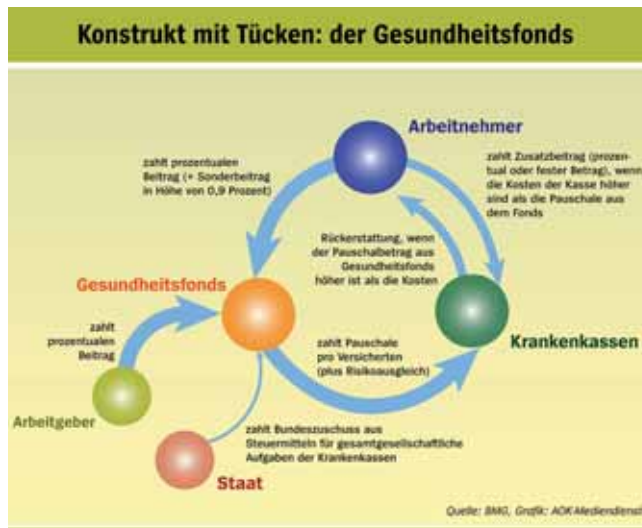 Konstrukt mit Tücken: der Gesundheitsfonds
Arbeitnehmer
zahlt prozentualen
Beitrag (+ Sonderbeitrag
in Höhe von 0,9 Prozent)
zahlt Zusatzbeitrag (prozen-
tual oder fester Betrag), wenn
die Kosten der Kasse höher
sind als die Pauschale aus
dem Fonds
Rückerstattung, wenn
der Pauschalbetrag aus
Gesundheitsfonds
höher ist als die Kosten
Gesundheitsfonds
zahlt
prozentualen
Beitrag
zahlt Pauschale
pro Versicherten
(plus Risikoausgleich)
Krankenkassen
Arbeitgeber
zahlt Bundeszuschuss aus
Steuermitteln für gesamtgesellschaftliche
Aufgaben der Krankenkassen
Staat
Quelle: BMG, Grafik: AOK-Mediendienst